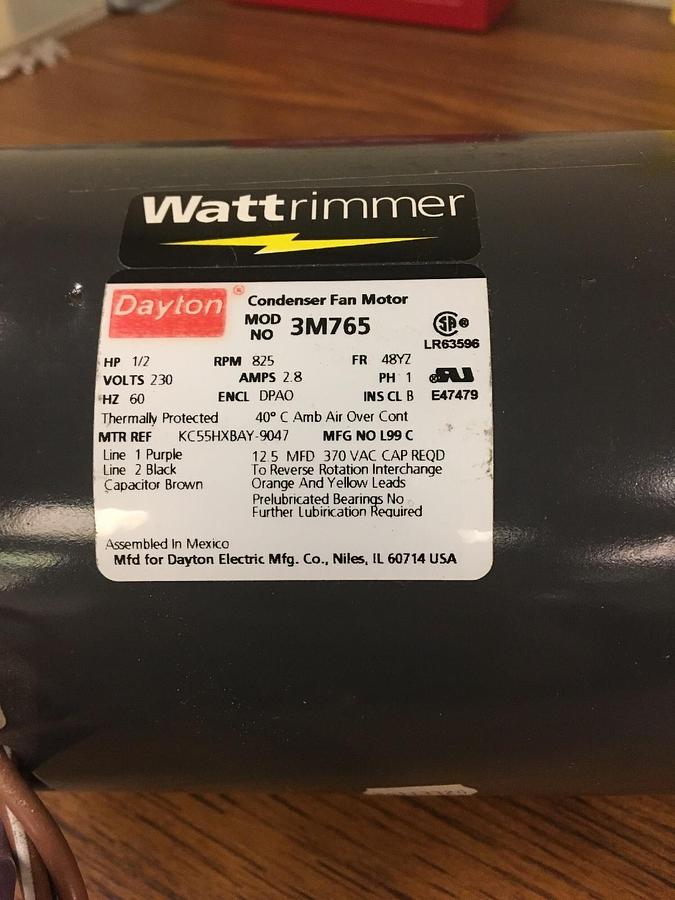 Wattrimmer
Dayton ® Condenser Fan Motor
MOD NO 3M765
SA ®
LR63596
HP 1/2 RPM 825 FR 48YZ
VOLTS 230 AMPS 2.8 PH 1
HZ 60 ENCL DPAO INS CL B E47479
Thermally Protected 40° C Amb Air Over Cont
MTR REF KC55HXBAY-9047 MFG NO L99 C
Line 1 Purple 12.5 MFD 370 VAC CAP REQD
Line 2 Black To Reverse Rotation Interchange
Capacitor Brown Orange And Yellow Leads
Prelubricated Bearings No
Further Lubirication Required
Assembled In Mexico
Mfd for Dayton Electric Mfg. Co., Niles, IL 60714 USA